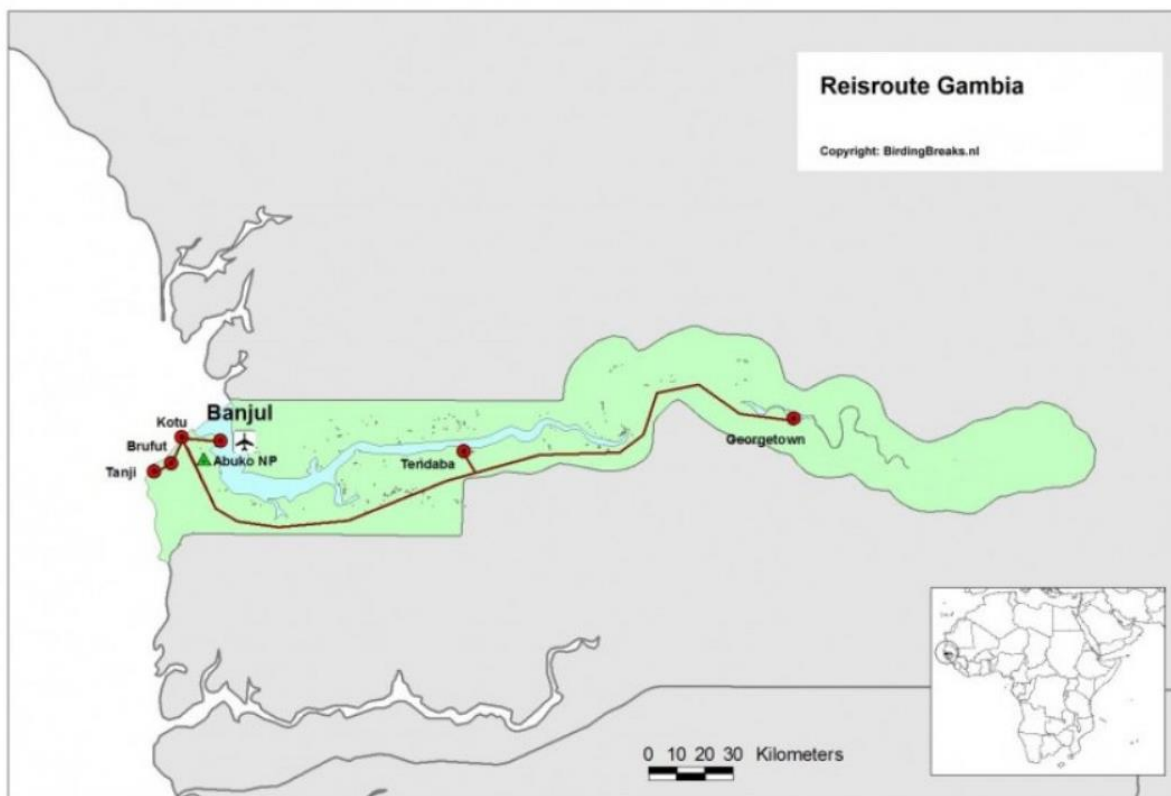 Reisroute Gambia
Copyright: BirdingBreaks.nl
Banjul
Kotu
Brufut
Abuko NP
Tanji
Tendaba
Georgetown
0 10 20 30 Kilometers